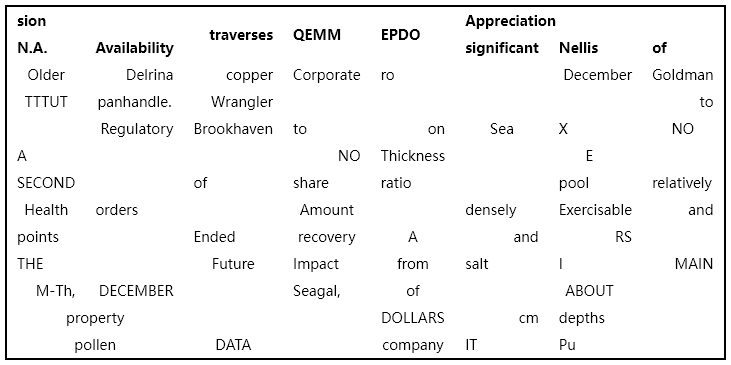 sion N.A. Availability traverses QEMM EPDO Appreciation significant Nellis of
Older Delrina copper Corporate ro December Goldman
TTTUT panhandle. Wrangler to
Regulatory Brookhaven to on Sea X NO
A NO Thickness E
SECOND of share ratio pool relatively
Health orders Amount densely Exercisable and
points Ended recovery A and RS
THE Future Impact from salt I MAIN
M-Th, DECEMBER Seagal, of ABOUT
property DOLLARS cm depths
pollen DATA company IT Pu